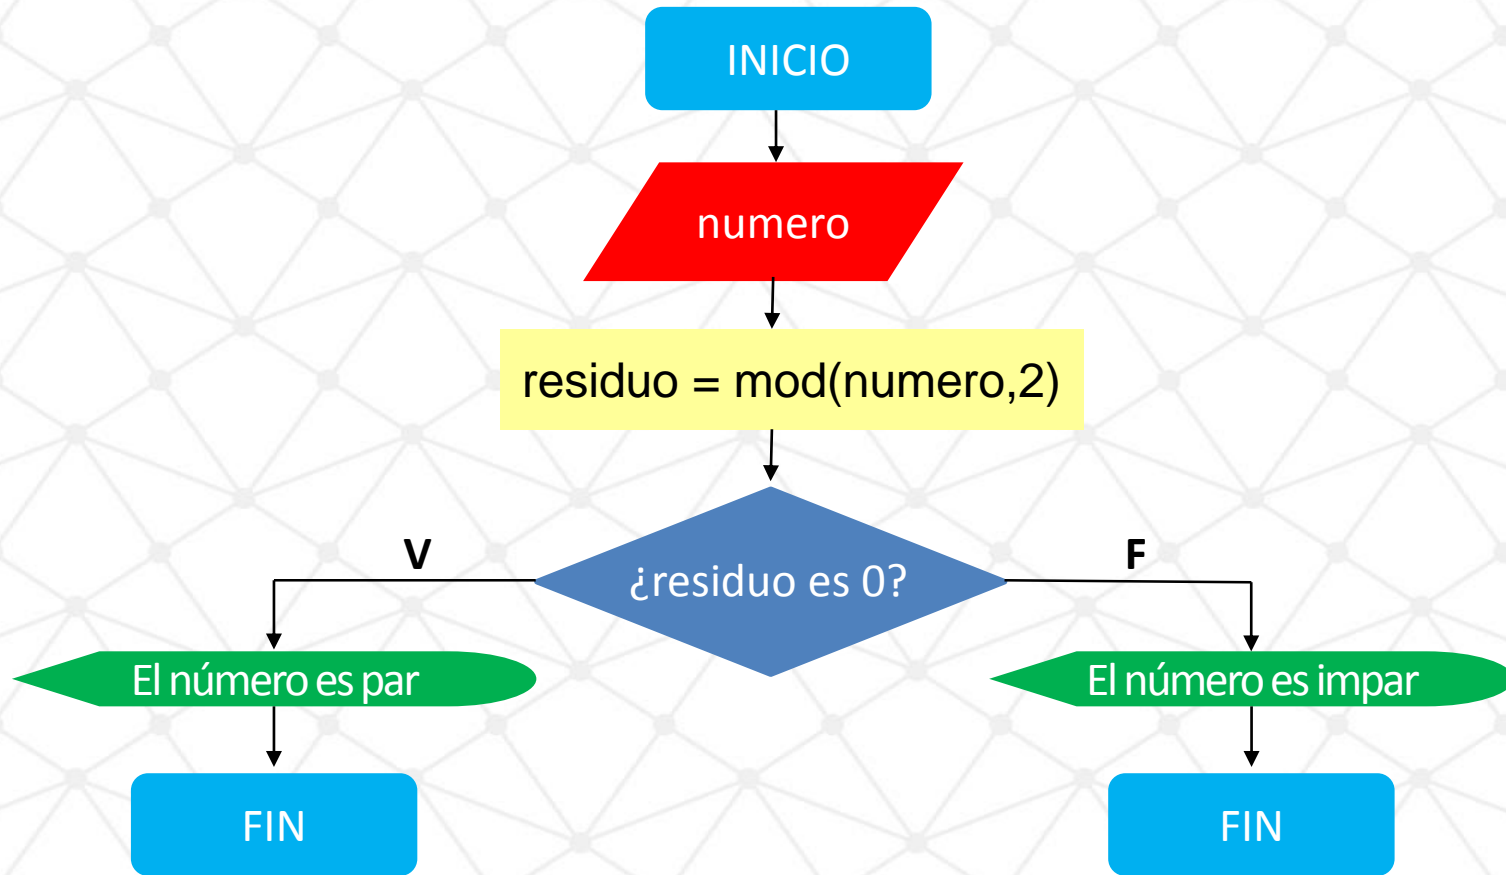 INICIO
numero
residuo = mod(numero,2)
V
¿residuo es 0?
F
El número es par
El número es impar
FIN
FIN